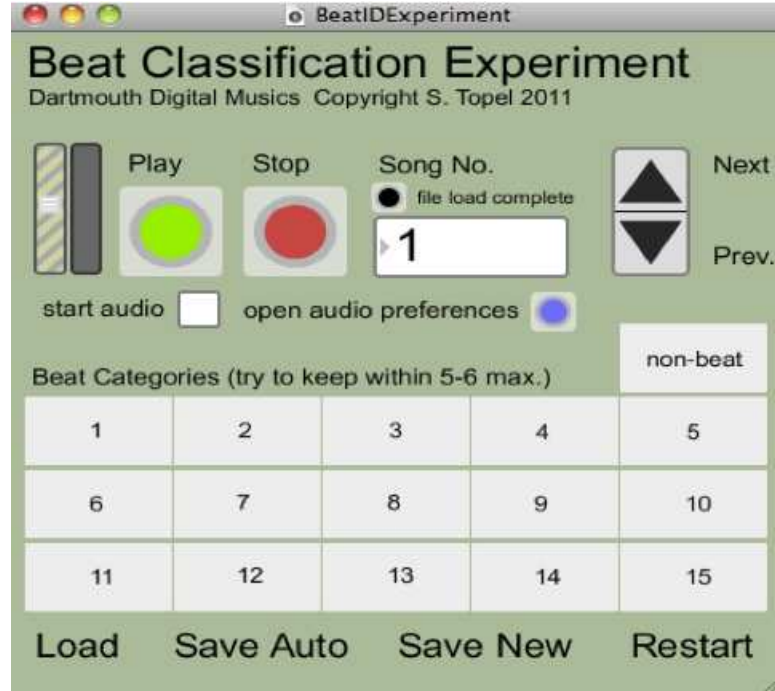 BeatIDExperiment
Beat Classification Experiment
Dartmouth Digital Musics Copyright S. Topel 2011
Play Stop Song No. Next
file load complete
1
Prev.
start audio open audio preferences
non-beat
Beat Categories (try to keep within 5-6 max.)
1 2 3 4 5
6 7 8 9 10
11 12 13 14 15
Load Save Auto Save New Restart